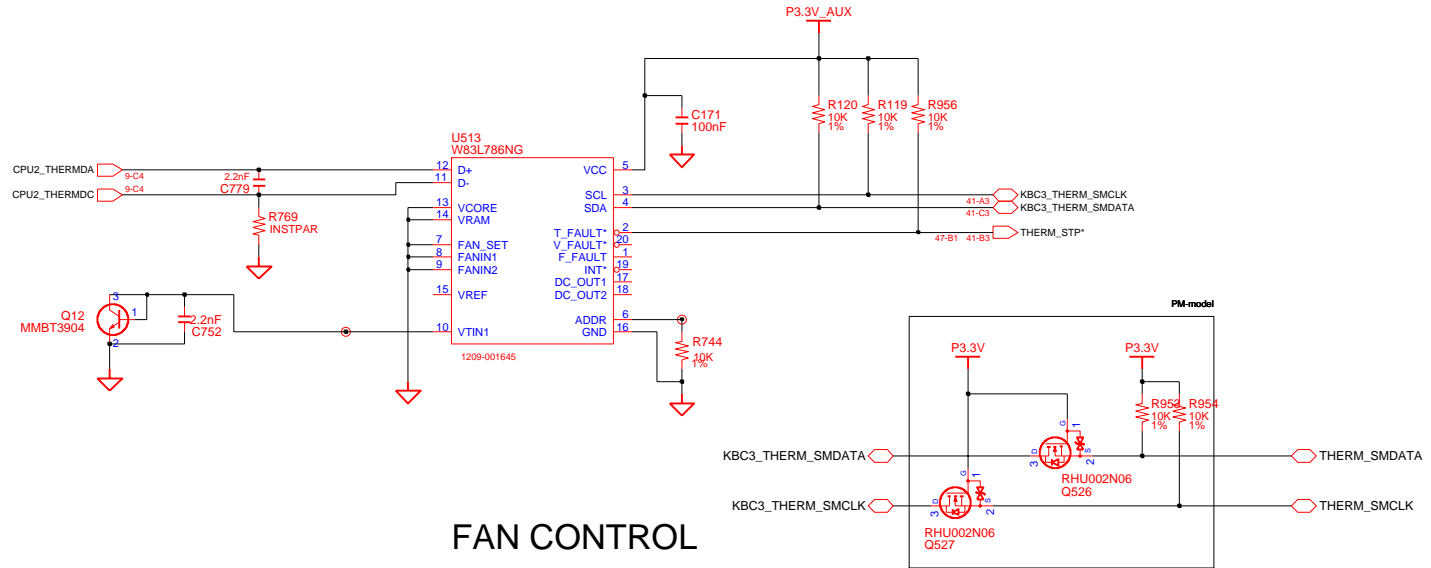 P3.3V_AUX
R120
10K
1%
R119
10K
1%
R956
10K
1%
C171
100nF
U513
W83L786NG
CPU2_THERMDA
9-C4
2.2nF
C779
CPU2_THERMDC
9-C4
R769
INSTPAR
12 D+
11 D-
13 VCORE
14 VRAM
7 FAN_SET
8 FANIN1
9 FANIN2
15 VREF
10 VTIN1
VCC 5
SCL 3
SDA 4
T_FAULT* 2
V_FAULT* 20
F_FAULT 1
INT* 19
DC_OUT1 17
DC_OUT2 18
ADDR 6
GND 16
1209-001645
KBC3_THERM_SMCLK
41-A3
KBC3_THERM_SMDATA
41-C3
THERM_STP*
47-B1 41-B3
Q12
MMBT3904
3
1
2
2.2nF
C752
R744
10K
1%
PM-model
P3.3V
P3.3V
R953
10K
1%
R954
10K
1%
KBC3_THERM_SMDATA
3 D
G 1
S 2
RHU002N06
Q526
THERM_SMDATA
KBC3_THERM_SMCLK
3 D
G 1
S 2
RHU002N06
Q527
THERM_SMCLK
FAN CONTROL